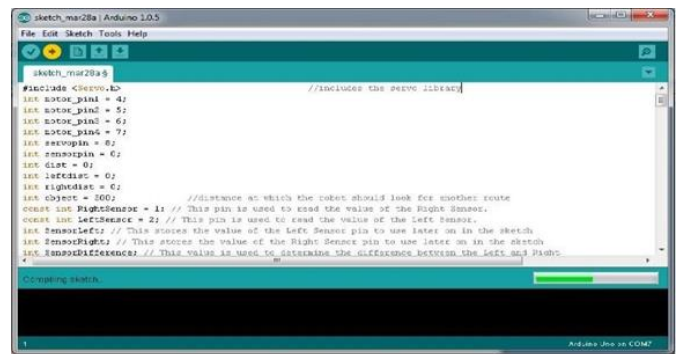 sketch_mar28a | Arduino 1.0.5
File Edit Sketch Tools Help
sketch_mar28a §
#include <Servo.h> //includes the servo library
int motor_pin1 = 4;
int motor_pin2 = 5;
int motor_pin3 = 6;
int motor_pin4 = 7;
int servopin = 8;
int sensorpin = 0;
int dist = 0;
int leftdist = 0;
int rightdist = 0;
int object = 500; //distance at which the robot should look for another route
const int RightSensor = 1; // This pin is used to read the value of the Right Sensor.
const int LeftSensor = 2; // This pin is used to read the value of the Left Sensor.
int SensorLeft; // This stores the value of the Left Sensor pin to use later on in the sketch
int SensorRight; // This stores the value of the Right Sensor pin to use later on in the sketch
int SensorDifference; // This value is used to determine the difference between the Left and Right
Compiling sketch...
1 Arduino Uno on COM7